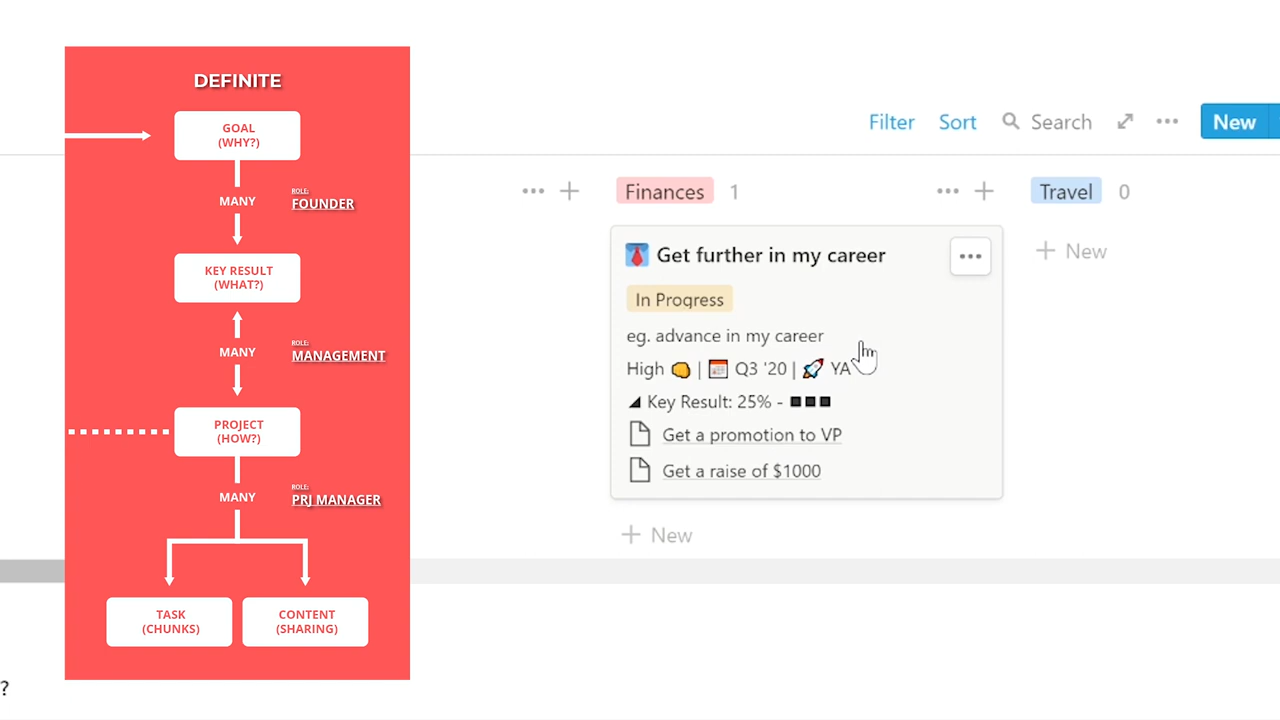 DEFINITE
GOAL
(WHY?)
MANY
ROLE:
FOUNDER
KEY RESULT
(WHAT?)
MANY
ROLE:
MANAGEMENT
PROJECT
(HOW?)
MANY
ROLE:
PRJ MANAGER
TASK
(CHUNKS)
CONTENT
(SHARING)
Filter Sort Search New
Finances 1
Get further in my career
In Progress
eg. advance in my career
High | Q3 '20 | YA
Key Result: 25% -
Get a promotion to VP
Get a raise of $1000
+ New
Travel 0
+ New
?